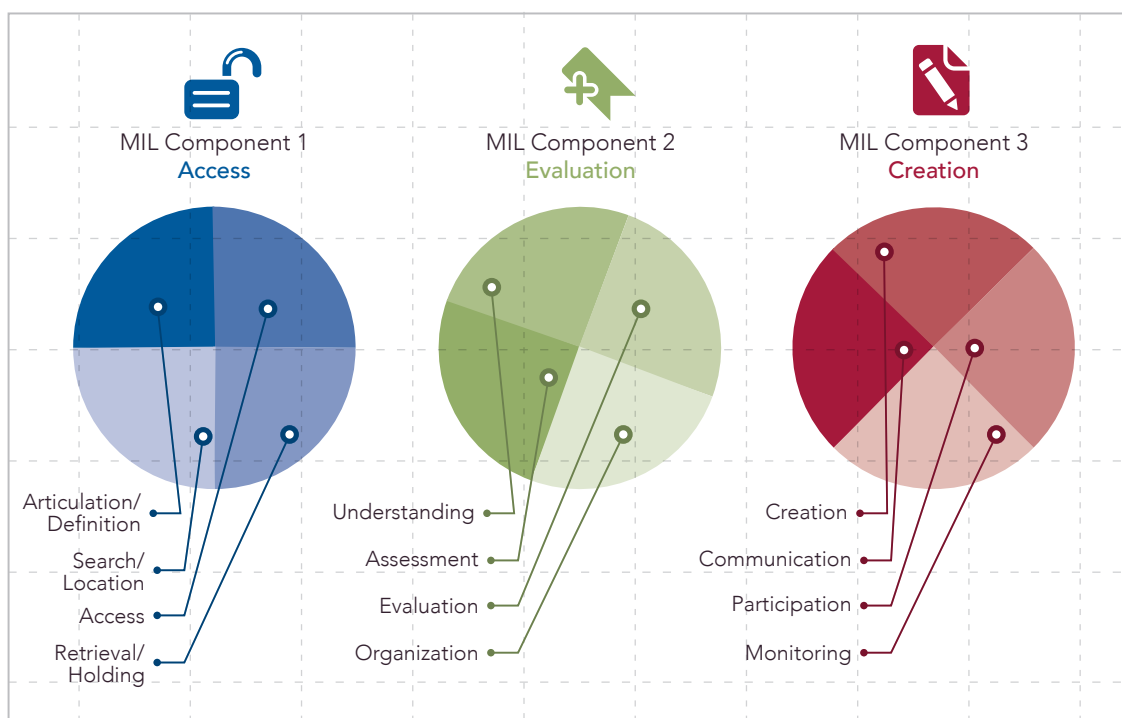 MIL Component 1
Access
Articulation/
Definition
Search/
Location
Access
Retrieval/
Holding
MIL Component 2
Evaluation
Understanding
Assessment
Evaluation
Organization
MIL Component 3
Creation
Creation
Communication
Participation
Monitoring